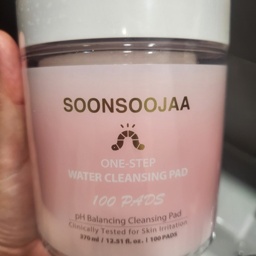 SOONSOOJAA
ONE-STEP
WATER CLEANSING PAD
100 PADS
pH Balancing Cleansing Pad
Clinically Tested for Skin Irritation
370 ml / 12.51 fl. oz. / 100 PADS